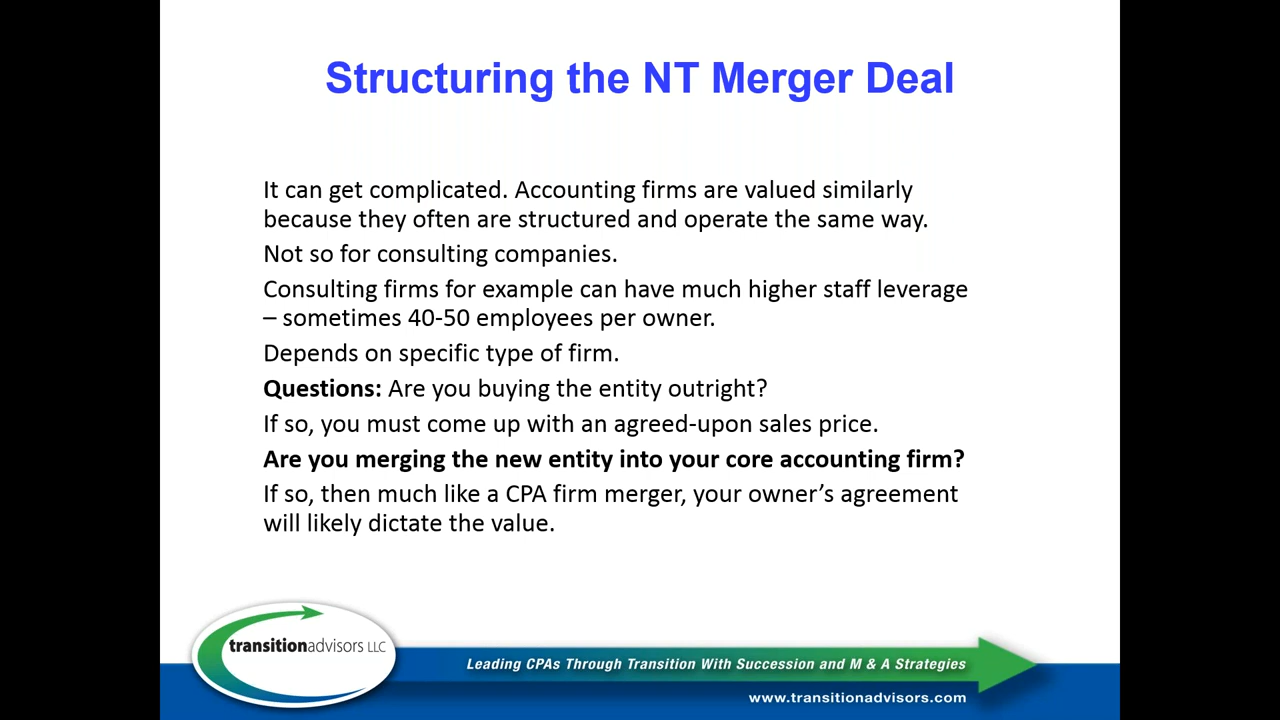 Structuring the NT Merger Deal
It can get complicated. Accounting firms are valued similarly
because they often are structured and operate the same way.
Not so for consulting companies.
Consulting firms for example can have much higher staff leverage
– sometimes 40-50 employees per owner.
Depends on specific type of firm.
Questions: Are you buying the entity outright?
If so, you must come up with an agreed-upon sales price.
Are you merging the new entity into your core accounting firm?
If so, then much like a CPA firm merger, your owner’s agreement
will likely dictate the value.
transitionadvisors LLC
Leading CPAs Through Transition With Succession and M & A Strategies
www.transitionadvisors.com